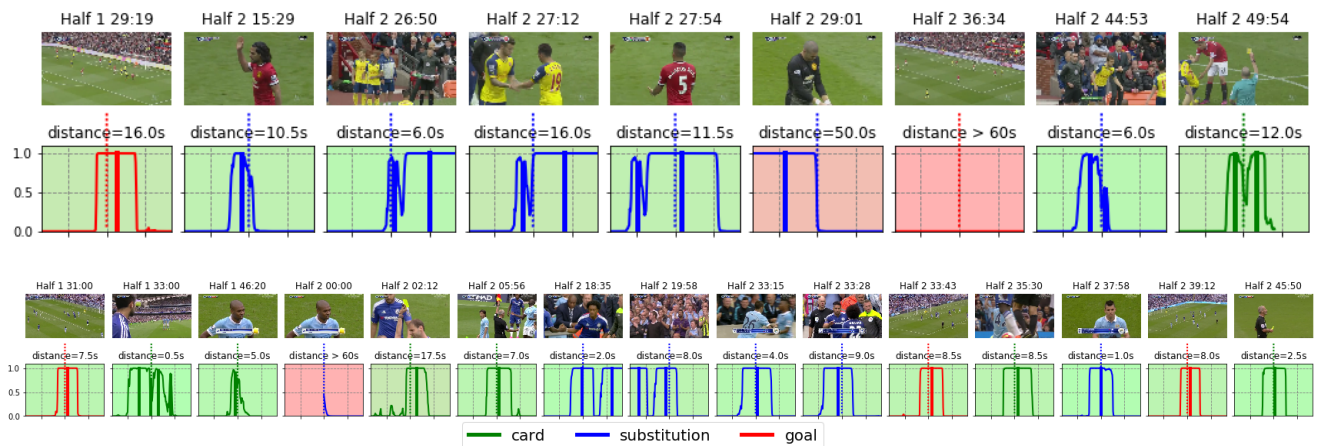 Half 1 29:19 Half 2 15:29 Half 2 26:50 Half 2 27:12 Half 2 27:54 Half 2 29:01 Half 2 36:34 Half 2 44:53 Half 2 49:54
5 19
distance=16.0s distance=10.5s distance=6.0s distance=16.0s distance=11.5s distance=50.0s distance > 60s distance=6.0s distance=12.0s
1.0
0.5
0.0
Half 1 31:00 Half 1 33:00 Half 1 46:20 Half 2 00:00 Half 2 02:12 Half 2 05:56 Half 2 18:35 Half 2 19:58 Half 2 33:15 Half 2 33:28 Half 2 33:43 Half 2 35:30 Half 2 37:58 Half 2 39:12 Half 2 45:50
distance=7.5s distance=0.5s distance=5.0s distance > 60s distance=17.5s distance=7.0s distance=2.0s distance=8.0s distance=4.0s distance=9.0s distance=8.5s distance=8.5s distance=1.0s distance=8.0s distance=2.5s
1.0
0.5
0.0
card substitution goal